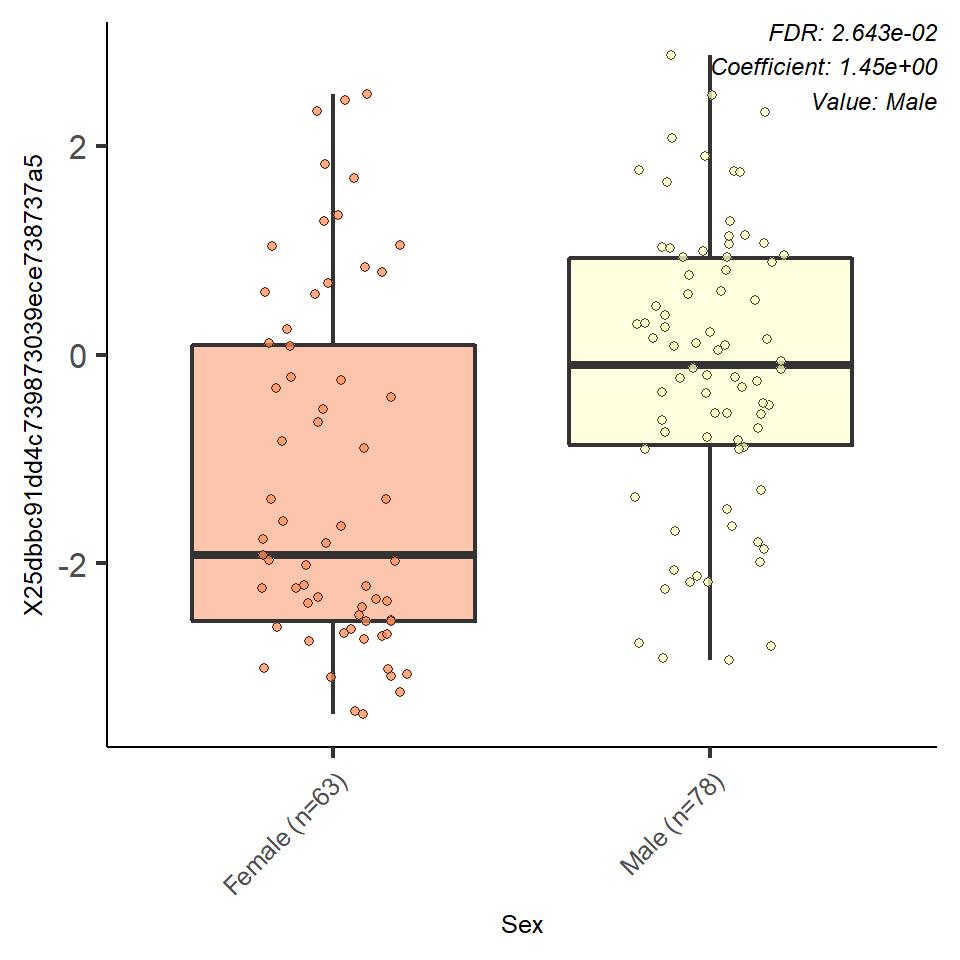 FDR: 2.643e-02
Coefficient: 1.45e+00
Value: Male
X25dbbc91dd4c739873039ece738737a5
2
0
-2
Female (n=63)
Male (n=78)
Sex